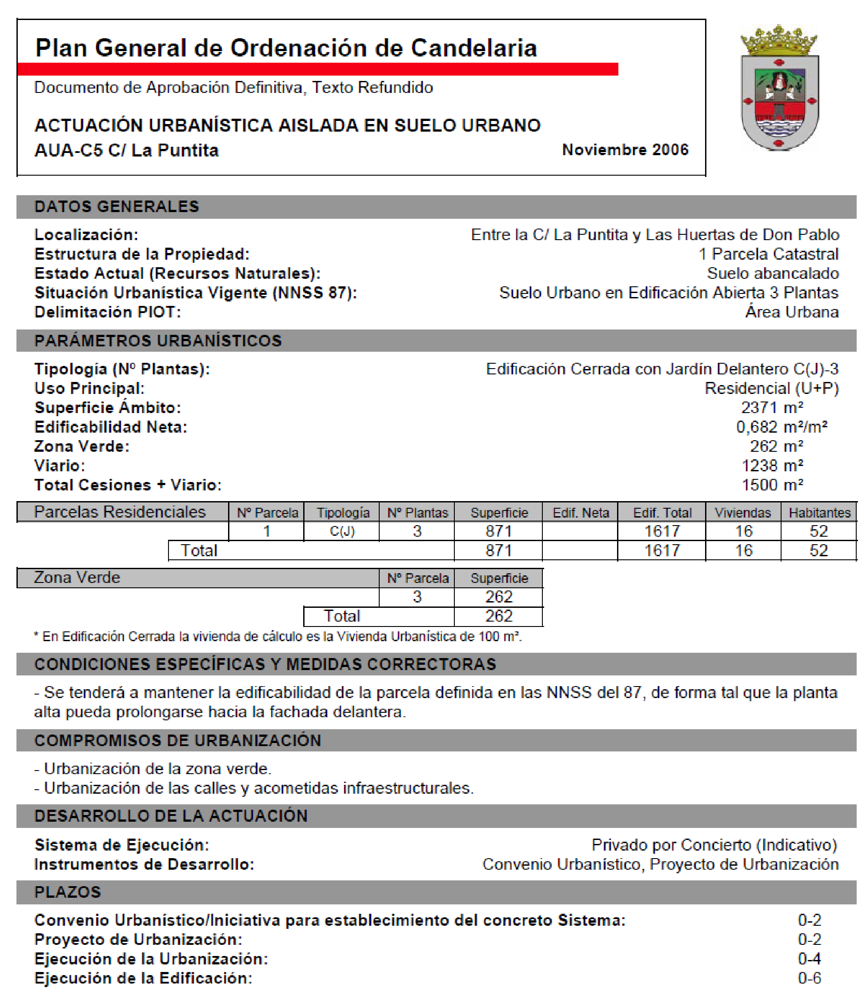 Plan General de Ordenación de Candelaria
Documento de Aprobación Definitiva, Texto Refundido
ACTUACIÓN URBANÍSTICA AISLADA EN SUELO URBANO
AUA-C5 C/ La Puntita Noviembre 2006
DATOS GENERALES
Localización: Entre la C/ La Puntita y Las Huertas de Don Pablo
Estructura de la Propiedad: 1 Parcela Catastral
Estado Actual (Recursos Naturales): Suelo abancalado
Situación Urbanística Vigente (NNSS 87): Suelo Urbano en Edificación Abierta 3 Plantas
Delimitación PIOT: Área Urbana
PARÁMETROS URBANÍSTICOS
Tipología (Nº Plantas): Edificación Cerrada con Jardín Delantero C(J)-3
Uso Principal: Residencial (U+P)
Superficie Ámbito: 2371 m²
Edificabilidad Neta: 0,682 m²/m²
Zona Verde: 262 m²
Viario: 1238 m²
Total Cesiones + Viario: 1500 m²
Parcelas Residenciales Nº Parcela Tipología Nº Plantas Superficie Edif. Neta Edif. Total Viviendas Habitantes
1 C(J) 3 871 1617 16 52
Total 871 1617 16 52
Zona Verde Nº Parcela Superficie
3 262
Total 262
* En Edificación Cerrada la vivienda de cálculo es la Vivienda Urbanística de 100 m².
CONDICIONES ESPECÍFICAS Y MEDIDAS CORRECTORAS
- Se tenderá a mantener la edificabilidad de la parcela definida en las NNSS del 87, de forma tal que la planta
alta pueda prolongarse hacia la fachada delantera.
COMPROMISOS DE URBANIZACIÓN
- Urbanización de la zona verde.
- Urbanización de las calles y acometidas infraestructurales.
DESARROLLO DE LA ACTUACIÓN
Sistema de Ejecución: Privado por Concierto (Indicativo)
Instrumentos de Desarrollo: Convenio Urbanístico, Proyecto de Urbanización
PLAZOS
Convenio Urbanístico/Iniciativa para establecimiento del concreto Sistema: 0-2
Proyecto de Urbanización: 0-2
Ejecución de la Urbanización: 0-4
Ejecución de la Edificación: 0-6